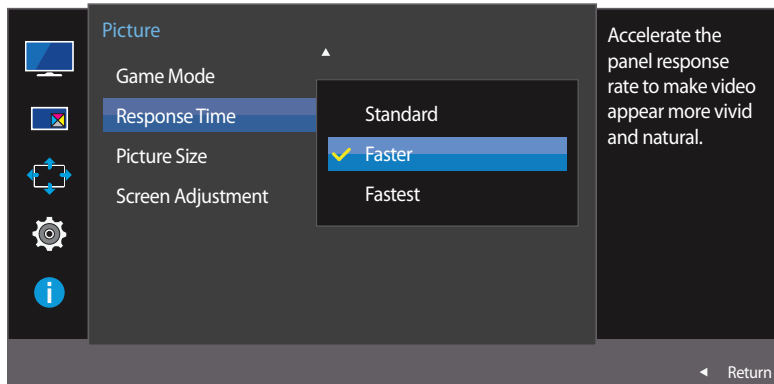 Picture
Game Mode
Response Time
Picture Size
Screen Adjustment
Standard
Faster
Fastest
Accelerate the
panel response
rate to make video
appear more vivid
and natural.
Return